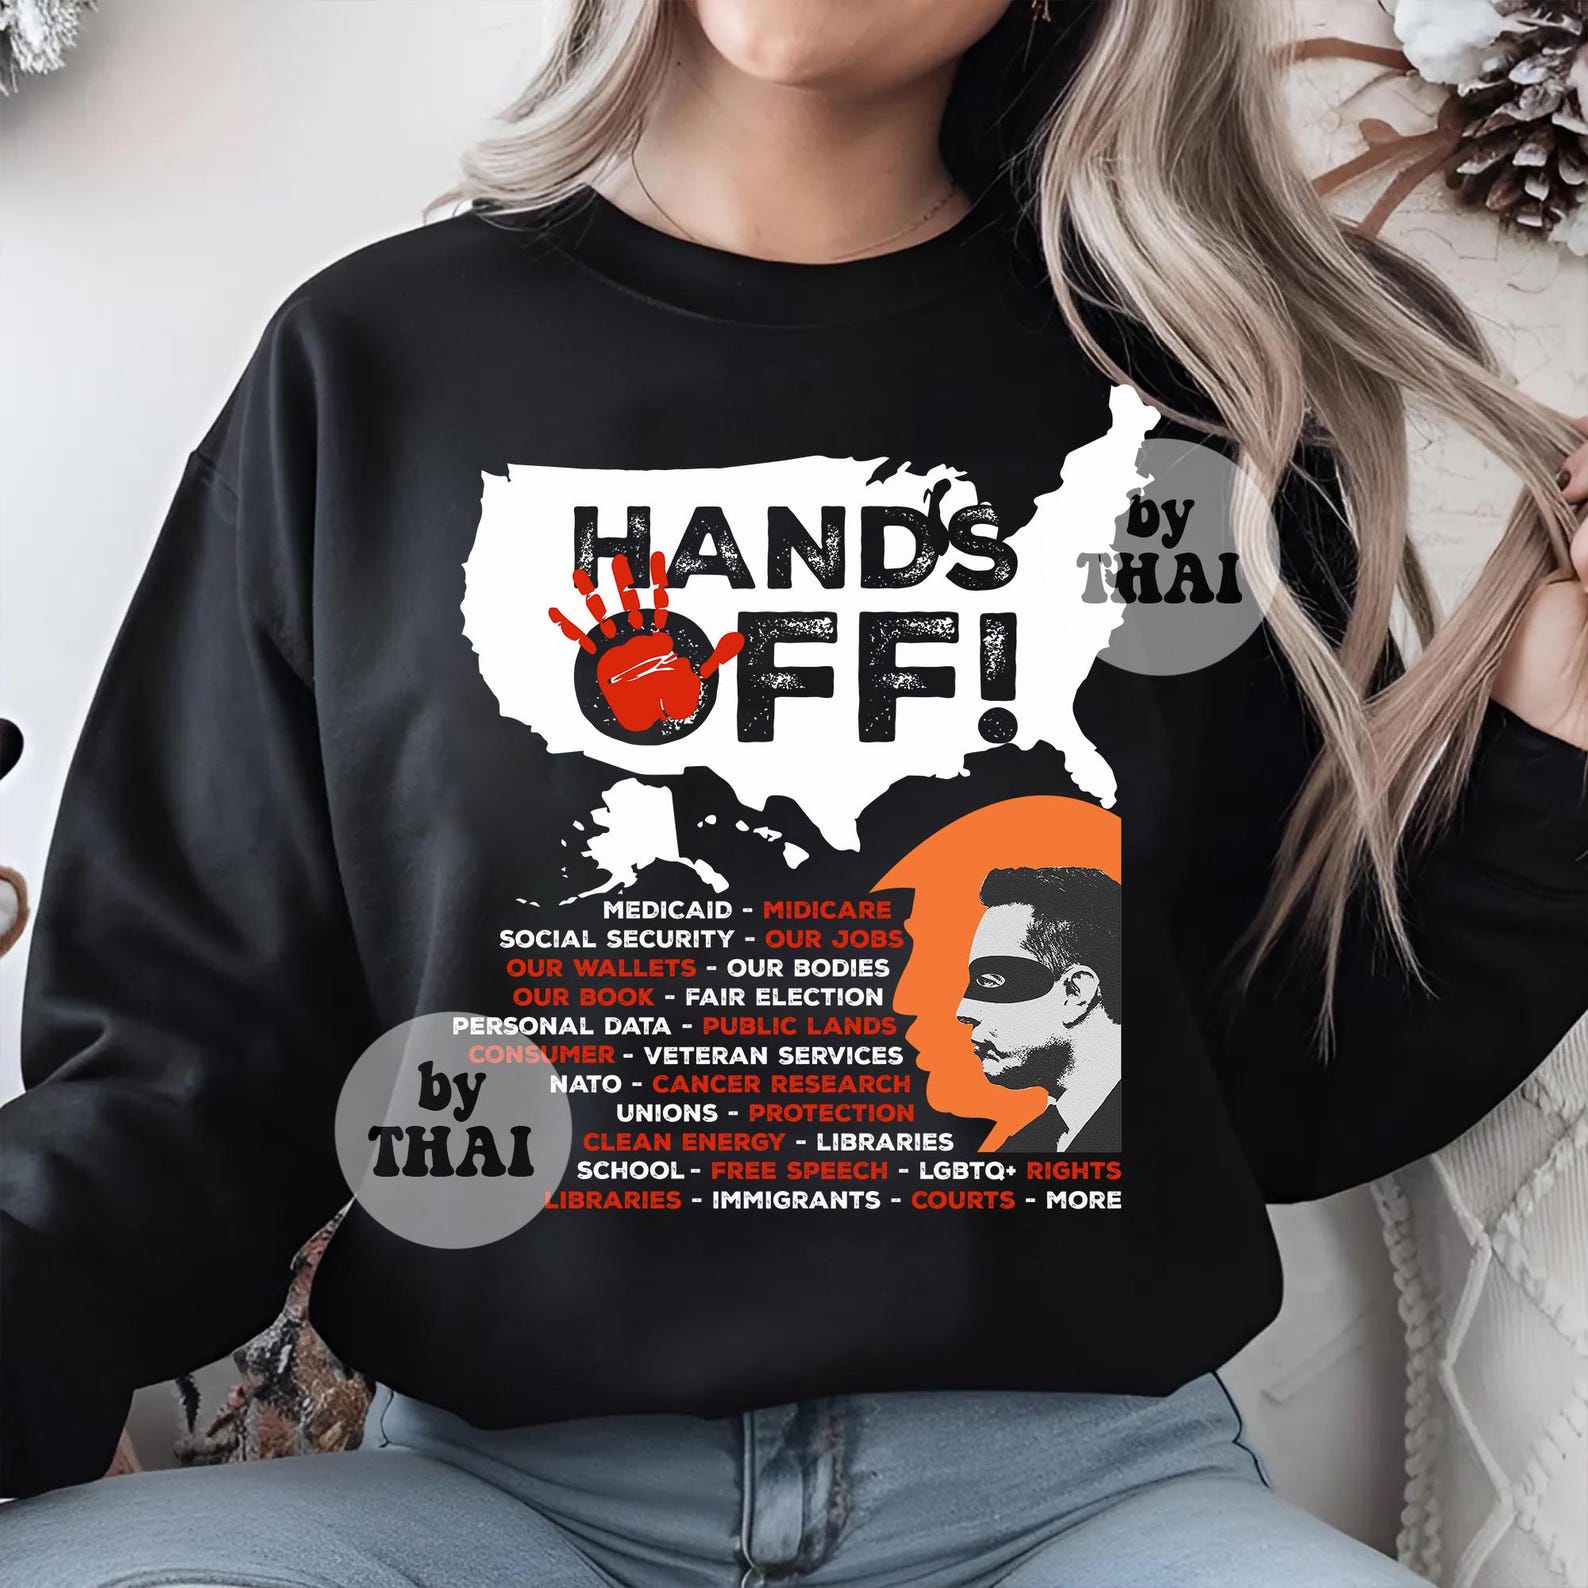 HANDS
OFF!
by
THAI
MEDICAID - MIDICARE
SOCIAL SECURITY - OUR JOBS
OUR WALLETS - OUR BODIES
OUR BOOK - FAIR ELECTION
PERSONAL DATA - PUBLIC LANDS
CONSUMER - VETERAN SERVICES
NATO - CANCER RESEARCH
UNIONS - PROTECTION
CLEAN ENERGY - LIBRARIES
SCHOOL - FREE SPEECH - LGBTQ+ RIGHTS
LIBRARIES - IMMIGRANTS - COURTS - MORE
by
THAI